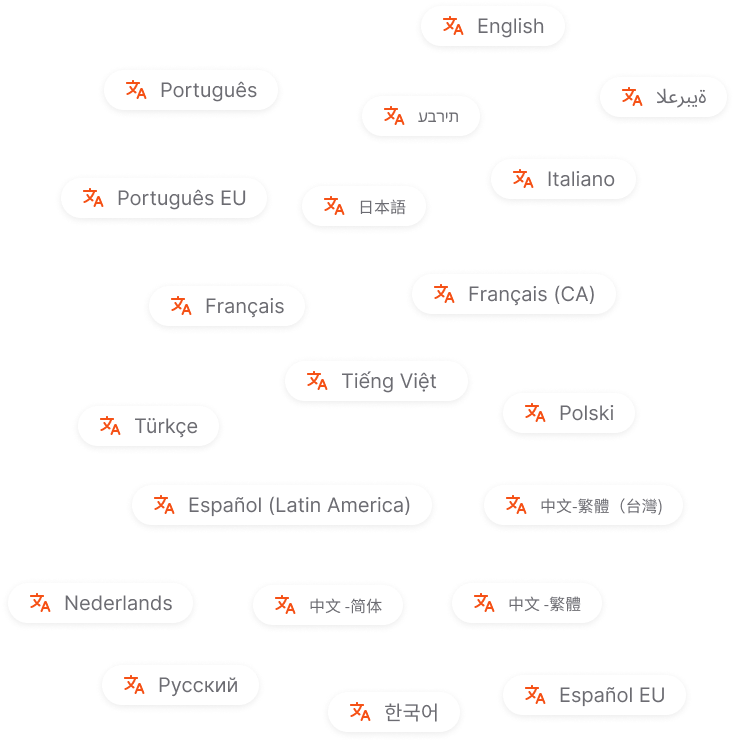 English
Português
ةيبرعلا
תירבע
Italiano
Português EU
日本語
Français (CA)
Français
Tiếng Việt
Polski
Türkçe
Español (Latin America)
中文-繁體（台灣)
Nederlands
中文 -简体
中文 -繁體
Русский
한국어
Español EU